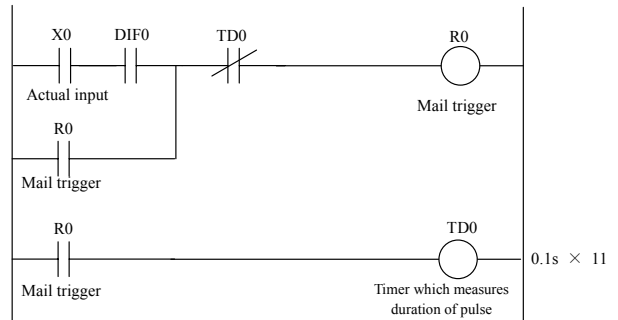 X0 DIF0 TD0 R0
Actual input
Mail trigger
R0
Mail trigger
R0 TD0
0.1s × 11
Mail trigger
Timer which measures
duration of pulse